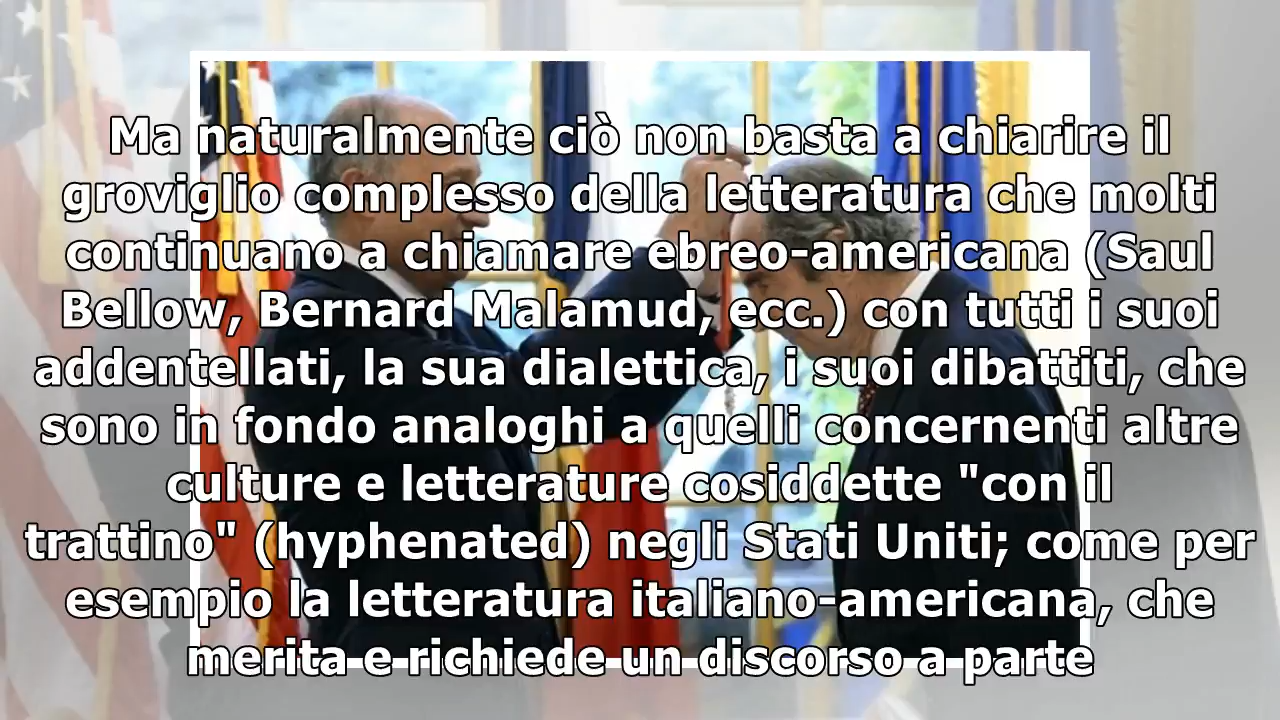 Ma naturalmente ciò non basta a chiarire il
groviglio complesso della letteratura che molti
continuano a chiamare ebreo-americana (Saul
Bellow, Bernard Malamud, ecc.) con tutti i suoi
addentellati, la sua dialettica, i suoi dibattiti, che
sono in fondo analoghi a quelli concernenti altre
culture e letterature cosiddette "con il
trattino" (hyphenated) negli Stati Uniti; come per
esempio la letteratura italiano-americana, che
merita e richiede un discorso a parte